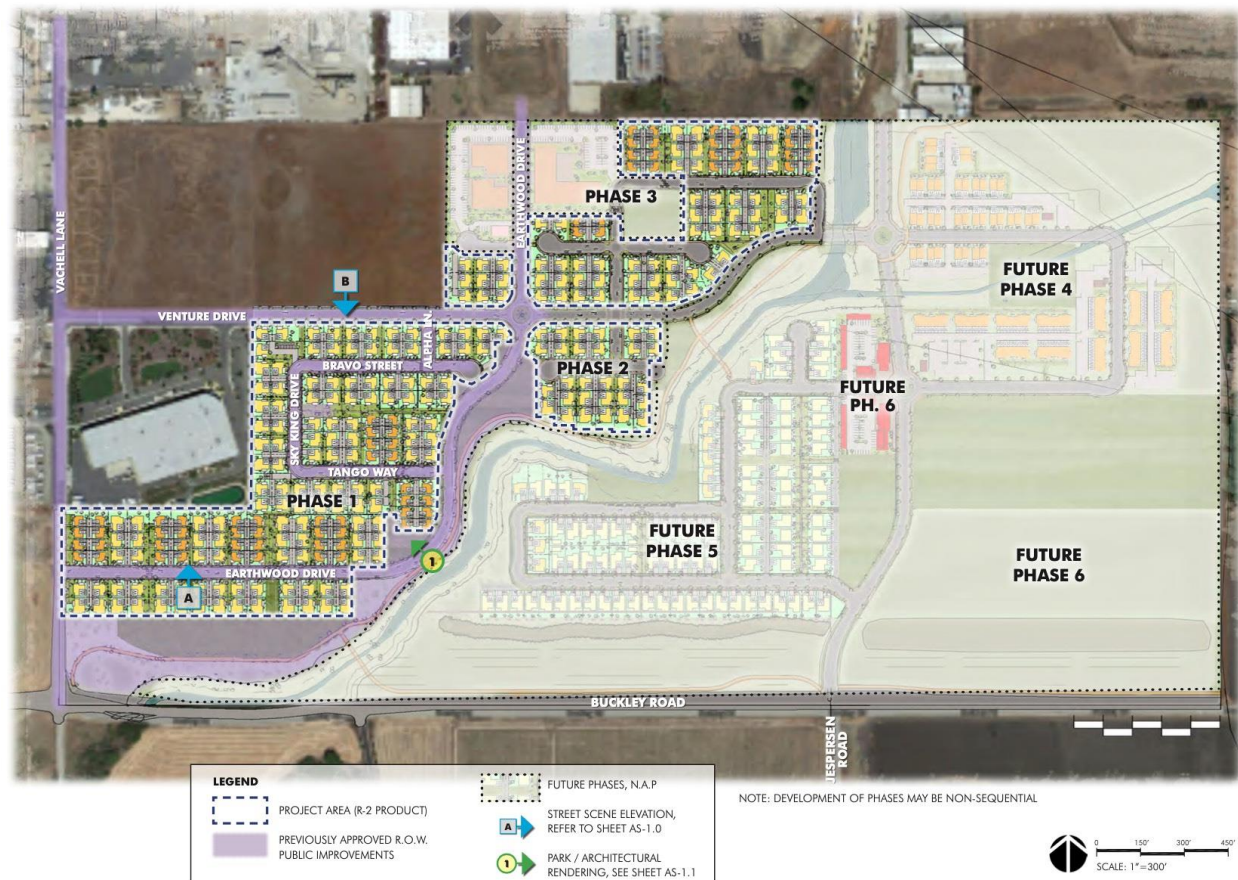 PHASE 3
EARTHWOOD DRIVE
VACHELL LANE
B
FUTURE
PHASE 4
VENTURE DRIVE
ALPHA LN.
BRAVO STREET
PHASE 2
SKY KING DRIVE
FUTURE
PH. 6
TANGO WAY
PHASE 1
FUTURE
PHASE 5
FUTURE
PHASE 6
1
EARTHWOOD DRIVE
A
BUCKLEY ROAD
JESPERSEN
ROAD
LEGEND
PROJECT AREA (R-2 PRODUCT)
PREVIOUSLY APPROVED R.O.W.
PUBLIC IMPROVEMENTS
FUTURE PHASES, N.A.P
A
STREET SCENE ELEVATION,
REFER TO SHEET AS-1.0
1
PARK / ARCHITECTURAL
RENDERING, SEE SHEET AS-1.1
NOTE: DEVELOPMENT OF PHASES MAY BE NON-SEQUENTIAL
0 150' 300' 450'
SCALE: 1"=300'